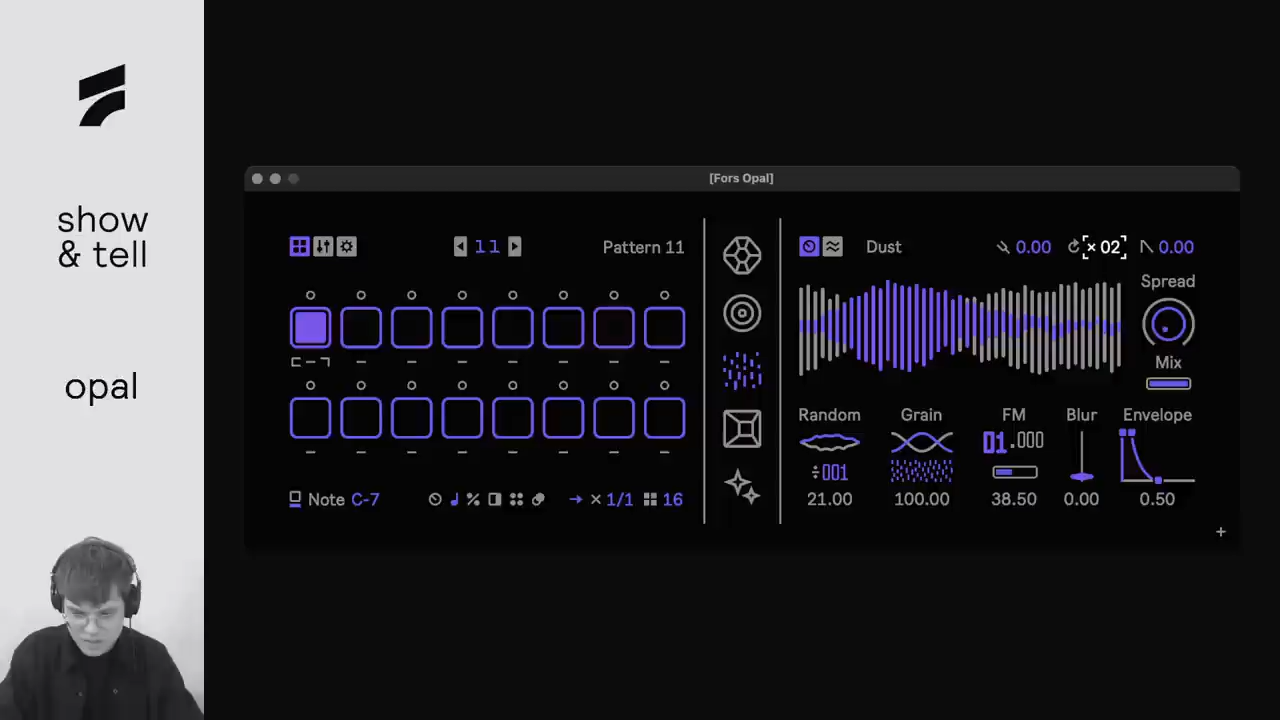 show
& tell
opal
[Fors Opal]
11
Pattern 11
Note C-7
× 1/1
16
Dust
0.00
× 02
0.00
Spread
Mix
Random
Grain
FM
Blur
Envelope
÷001
01.000
21.00
100.00
38.50
0.00
0.50
+